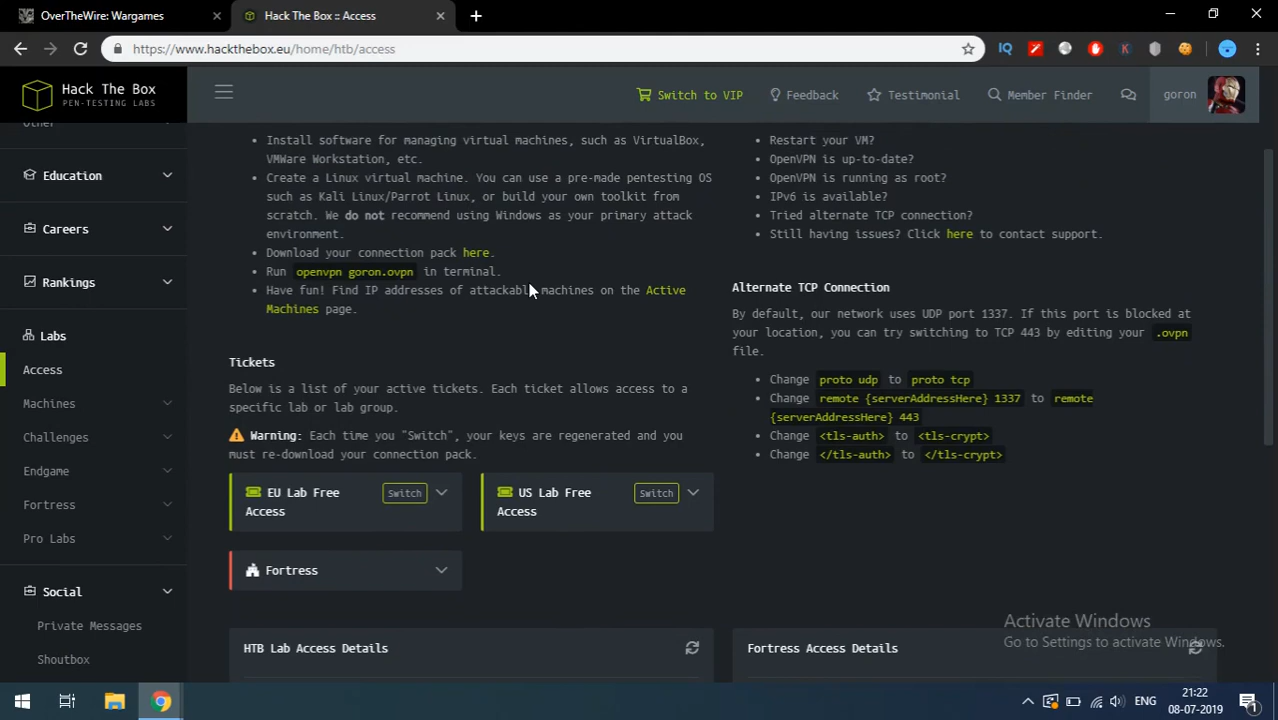 OverTheWire: Wargames
Hack The Box :: Access
https://www.hackthebox.eu/home/htb/access
Hack The Box
PEN-TESTING LABS
Switch to VIP
Feedback
Testimonial
Member Finder
goron
Other
Education
Careers
Rankings
Labs
Access
Machines
Challenges
Endgame
Fortress
Pro Labs
Social
Private Messages
Shoutbox
Install software for managing virtual machines, such as VirtualBox,
VMWare Workstation, etc.
Create a Linux virtual machine. You can use a pre-made pentesting OS
such as Kali Linux/Parrot Linux, or build your own toolkit from
scratch. We do not recommend using Windows as your primary attack
environment.
Download your connection pack here.
Run openvpn goron.ovpn in terminal.
Have fun! Find IP addresses of attackable machines on the Active
Machines page.
Tickets
Below is a list of your active tickets. Each ticket allows access to a
specific lab or lab group.
Warning: Each time you "Switch", your keys are regenerated and you
must re-download your connection pack.
EU Lab Free
Access
Switch
US Lab Free
Access
Switch
Fortress
HTB Lab Access Details
Restart your VM?
OpenVPN is up-to-date?
OpenVPN is running as root?
IPv6 is available?
Tried alternate TCP connection?
Still having issues? Click here to contact support.
Alternate TCP Connection
By default, our network uses UDP port 1337. If this port is blocked at
your location, you can try switching to TCP 443 by editing your .ovpn
file.
Change proto udp to proto tcp
Change remote {serverAddressHere} 1337 to remote
{serverAddressHere} 443
Change <tls-auth> to <tls-crypt>
Change </tls-auth> to </tls-crypt>
Fortress Access Details
Activate Windows
Go to Settings to activate Windows.
ENG
21:22
08-07-2019